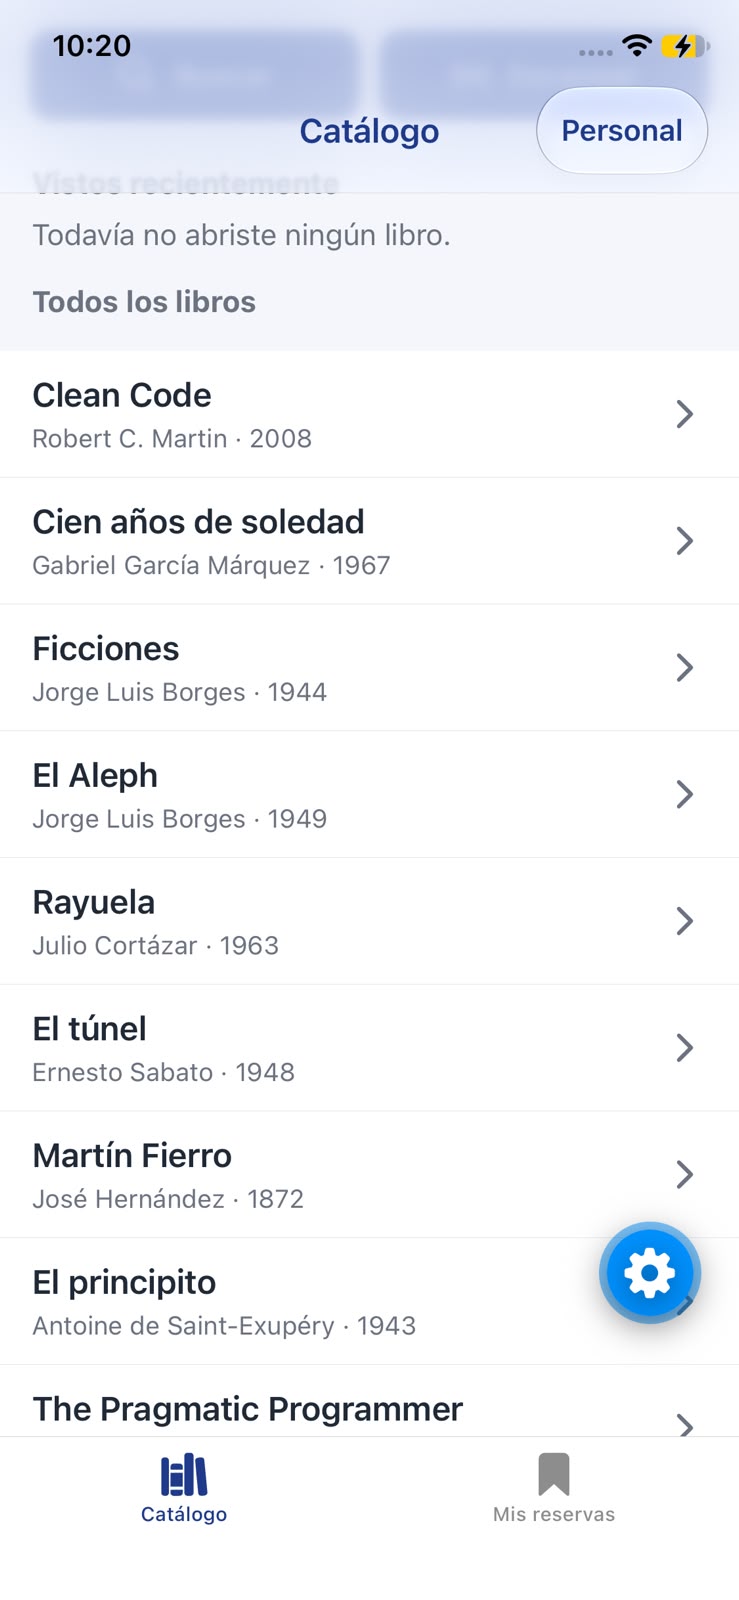 10:20
Catálogo
Personal
Vistos recientemente
Todavía no abriste ningún libro.
Todos los libros
Clean Code
Robert C. Martin · 2008
Cien años de soledad
Gabriel García Márquez · 1967
Ficciones
Jorge Luis Borges · 1944
El Aleph
Jorge Luis Borges · 1949
Rayuela
Julio Cortázar · 1963
El túnel
Ernesto Sabato · 1948
Martín Fierro
José Hernández · 1872
El principito
Antoine de Saint-Exupéry · 1943
The Pragmatic Programmer
Catálogo
Mis reservas